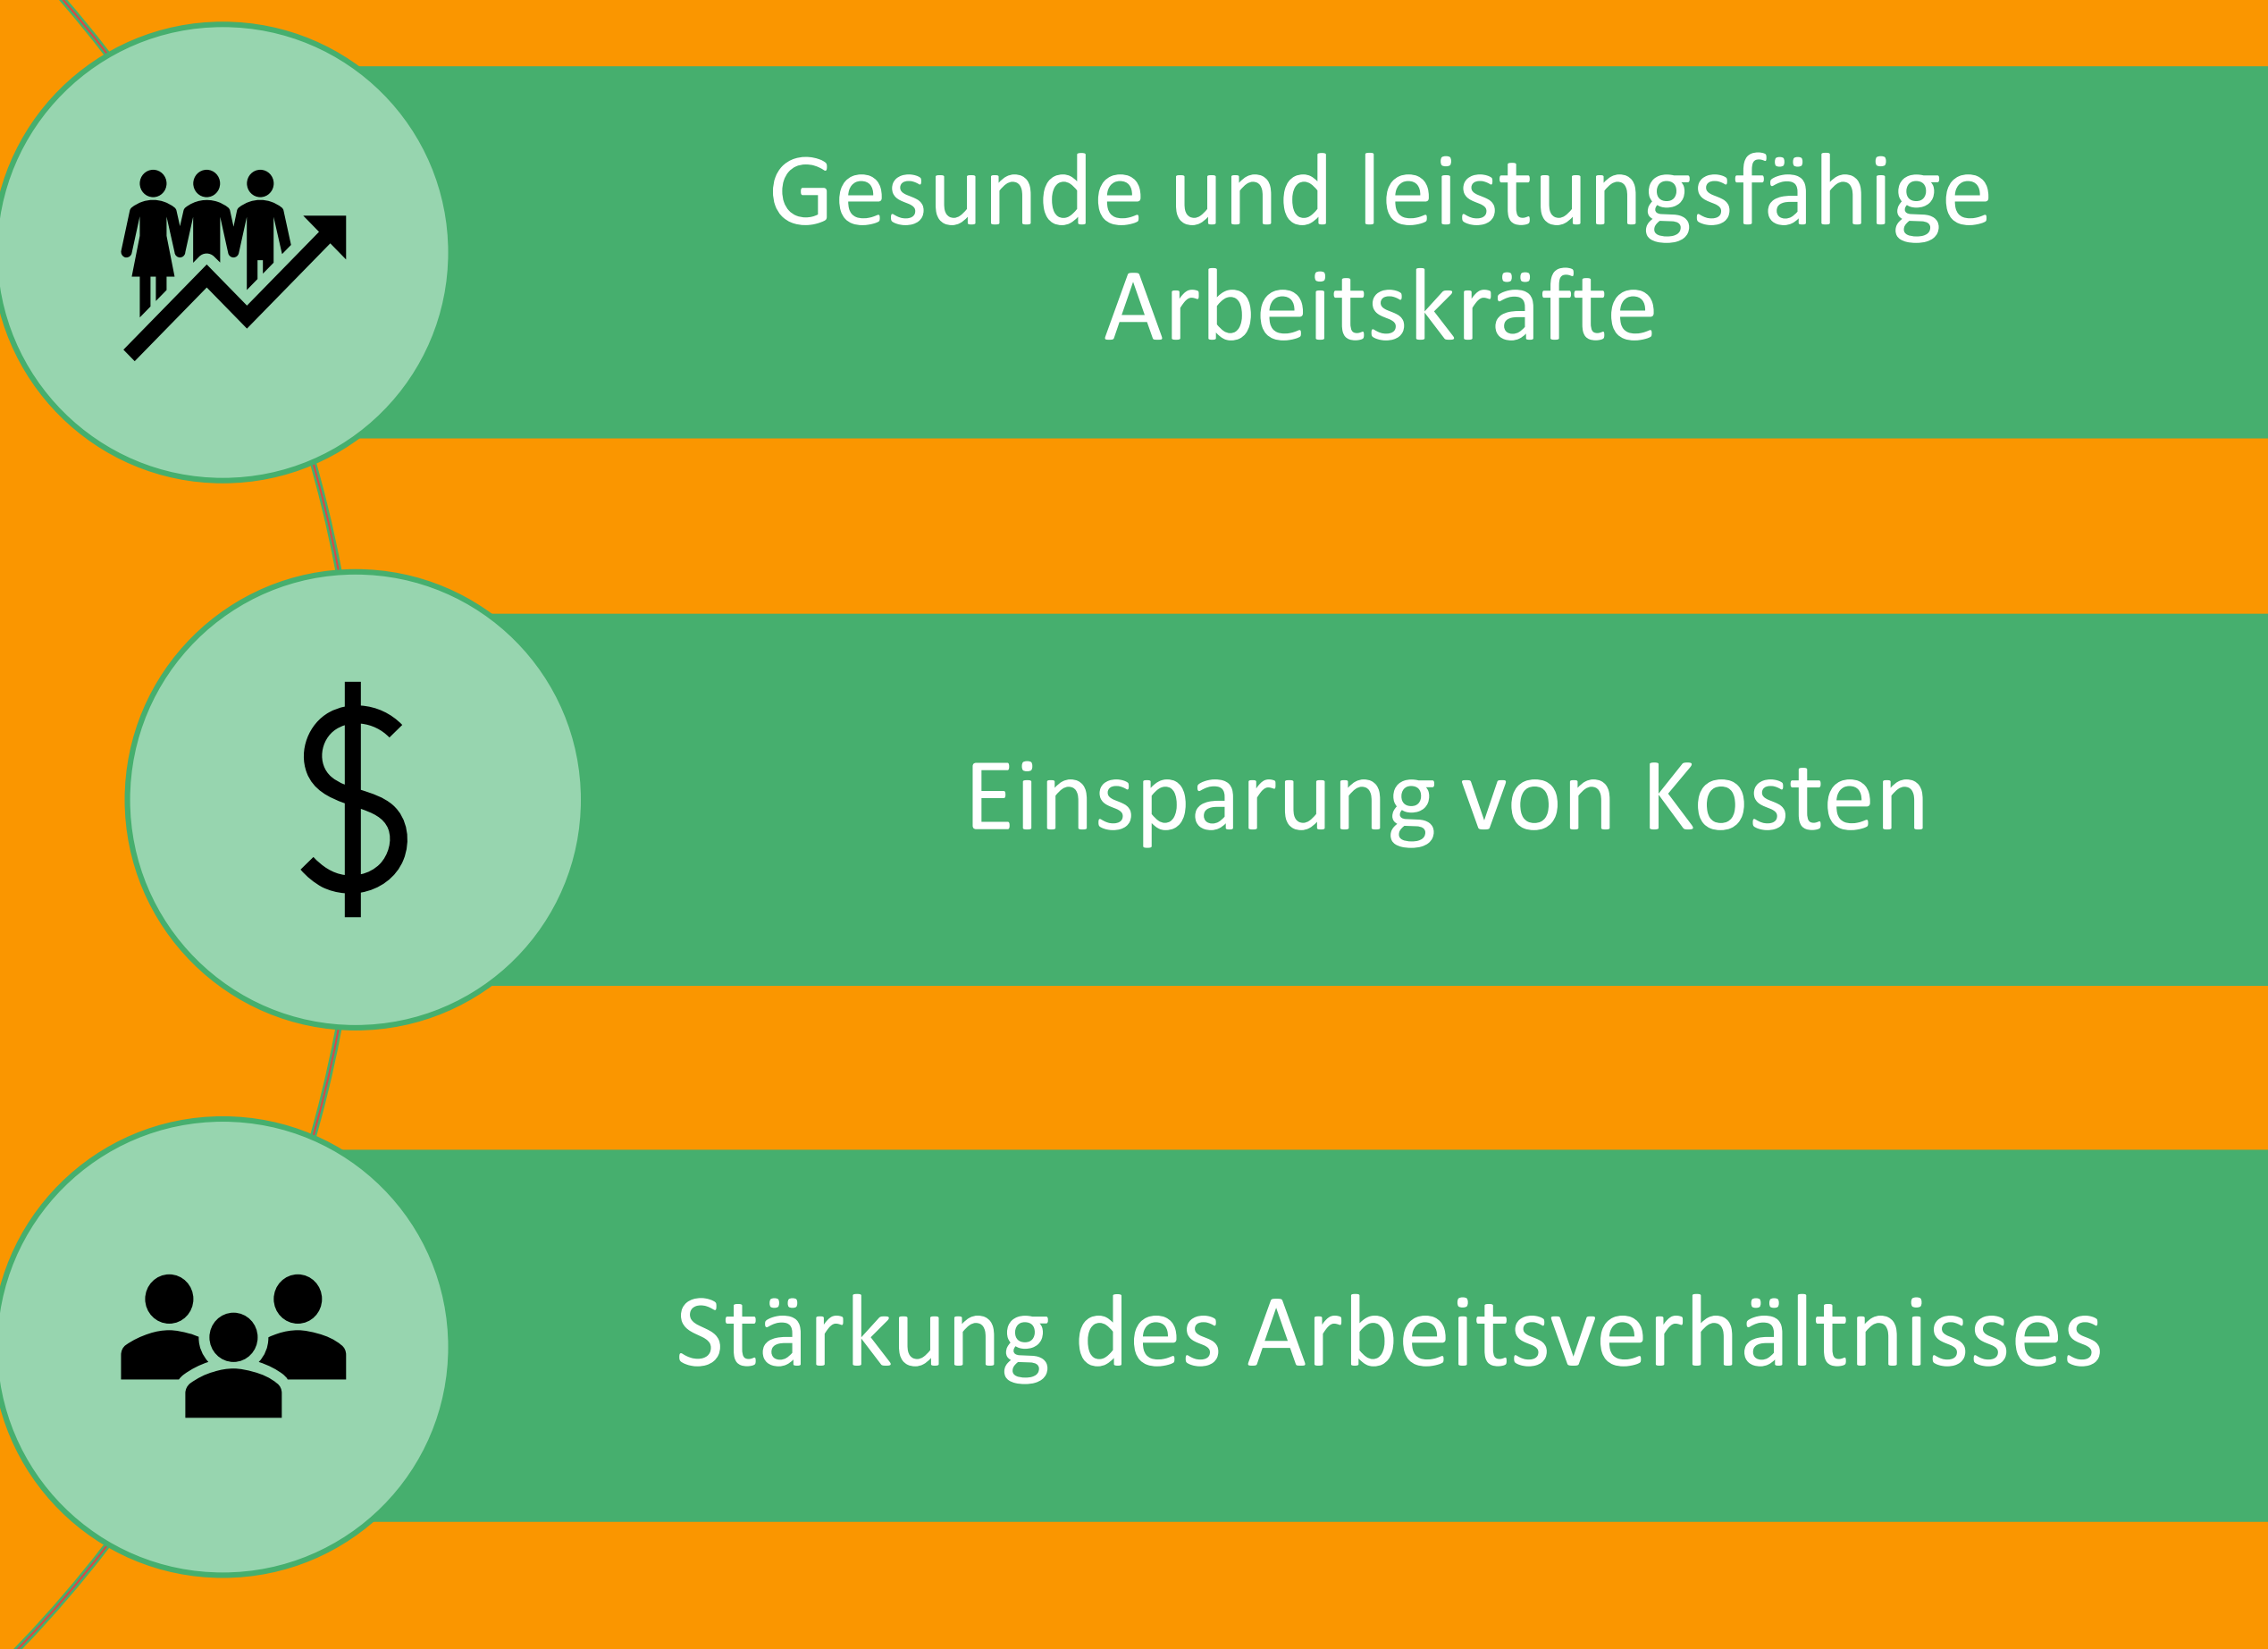 Gesunde und leistungsfähige
Arbeitskräfte
Einsparung von Kosten
Stärkung des Arbeitsverhältnisses